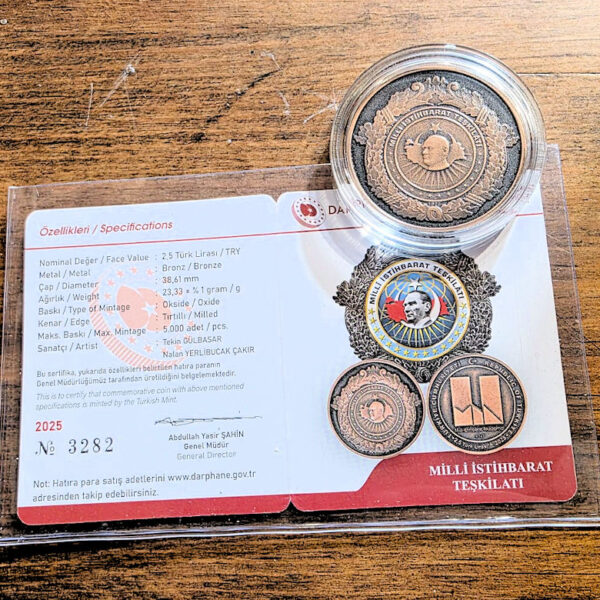 MİLLİ İSTİHBARAT TEŞKİLATI
Özellikleri / Specifications
Nominal Değer / Face Value : 2,5 Türk Lirası / TRY
Metal / Metal : Bronz / Bronze
Çap / Diameter : 38,61 mm
Ağırlık / Weight : 23,33 ± % 1 gram / g
Baskı / Type of Mintage : Okside / Oxide
Kenar / Edge : Tırtıllı / Milled
Maks. Baskı / Max. Mintage : 5.000 adet / pcs.
Sanatçı / Artist : Tekin GÜLBASAR
Nalan YERLİBUCAK ÇAKIR
Bu sertifika, yukarıda özellikleri belirtilen hatıra paranın
Genel Müdürlüğümüz tarafından üretildiğini belgelemektedir.
This is to certify that commemorative coin with above mentioned
specifications is minted by the Turkish Mint.
2025
№ 3282
Abdullah Yasir ŞAHİN
Genel Müdür
General Director
Not: Hatıra para satış adetlerini www.darphane.gov.tr
adresinden takip edebilirsiniz.
MİLLİ İSTİHBARAT TEŞKİLATI
MİLLİ İSTİHBARAT
TEŞKİLATI